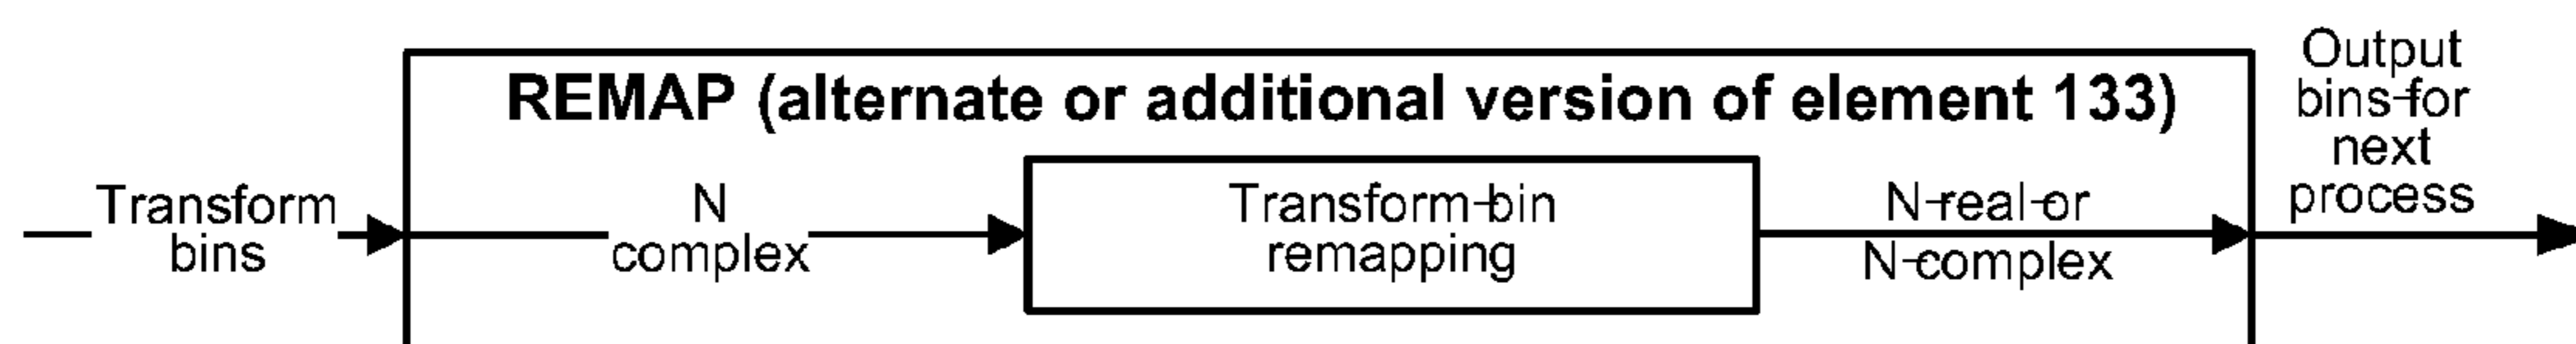 REMAP (alternate or additional version of element 133)
Transform
bins
N
complex
Transform-bin
remapping
N-real-or
N-complex
Output
bins-for
next
process